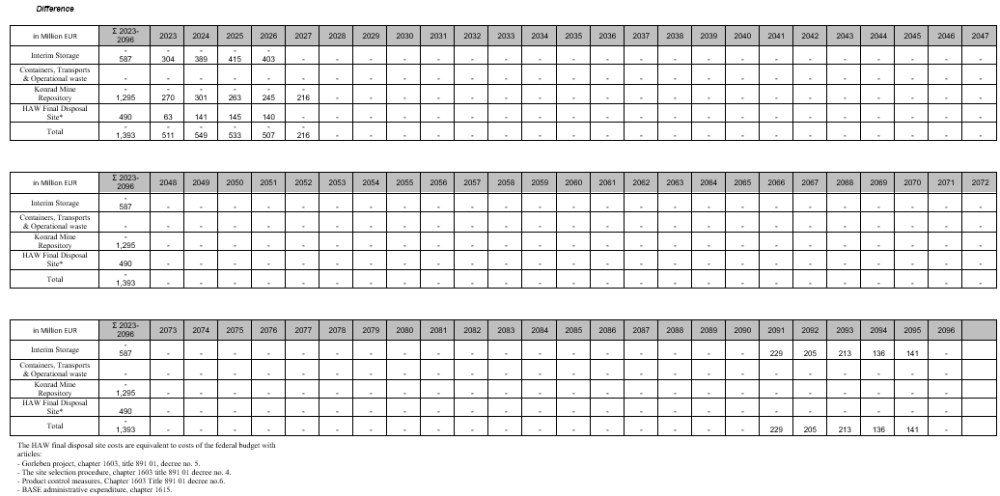 Difference
in Million EUR Σ 2023-2096 2023 2024 2025 2026 2027 2028 2029 2030 2031 2032 2033 2034 2035 2036 2037 2038 2039 2040 2041 2042 2043 2044 2045 2046 2047
Interim Storage - 587 - 304 - 389 - 415 - 403 - - - - - - - - - - - - - - - - - - - - -
Containers, Transports & Operational waste - - - - - - - - - - - - - - - - - - - - - - - - - -
Konrad Mine Repository - 1,295 - 270 - 301 - 263 - 245 - 216 - - - - - - - - - - - - - - - - - - - -
HAW Final Disposal Site* 490 63 141 145 140 - - - - - - - - - - - - - - - - - - - - -
Total - 1,393 - 511 - 549 - 533 - 507 - 216 - - - - - - - - - - - - - - - - - - - -
in Million EUR Σ 2023-2096 2048 2049 2050 2051 2052 2053 2054 2055 2056 2057 2058 2059 2060 2061 2062 2063 2064 2065 2066 2067 2068 2069 2070 2071 2072
Interim Storage - 587 - - - - - - - - - - - - - - - - - - - - - - - - -
Containers, Transports & Operational waste - - - - - - - - - - - - - - - - - - - - - - - - - -
Konrad Mine Repository - 1,295 - - - - - - - - - - - - - - - - - - - - - - - - -
HAW Final Disposal Site* 490 - - - - - - - - - - - - - - - - - - - - - - - - -
Total - 1,393 - - - - - - - - - - - - - - - - - - - - - - - - -
in Million EUR Σ 2023-2096 2073 2074 2075 2076 2077 2078 2079 2080 2081 2082 2083 2084 2085 2086 2087 2088 2089 2090 2091 2092 2093 2094 2095 2096
Interim Storage - 587 - - - - - - - - - - - - - - - - - - 229 205 213 136 141 -
Containers, Transports & Operational waste - - - - - - - - - - - - - - - - - - - - - - - - -
Konrad Mine Repository - 1,295 - - - - - - - - - - - - - - - - - - - - - - - -
HAW Final Disposal Site* 490 - - - - - - - - - - - - - - - - - - - - - - - -
Total - 1,393 - - - - - - - - - - - - - - - - - - 229 205 213 136 141 -
The HAW final disposal site costs are equivalent to costs of the federal budget with
articles:
- Gorleben project, chapter 1603, title 891 01, decree no. 5.
- The site selection procedure, chapter 1603 title 891 01 decree no. 4.
- Product control measures, Chapter 1603 Title 891 01 decree no.6.
- BASE administrative expenditure, chapter 1615.